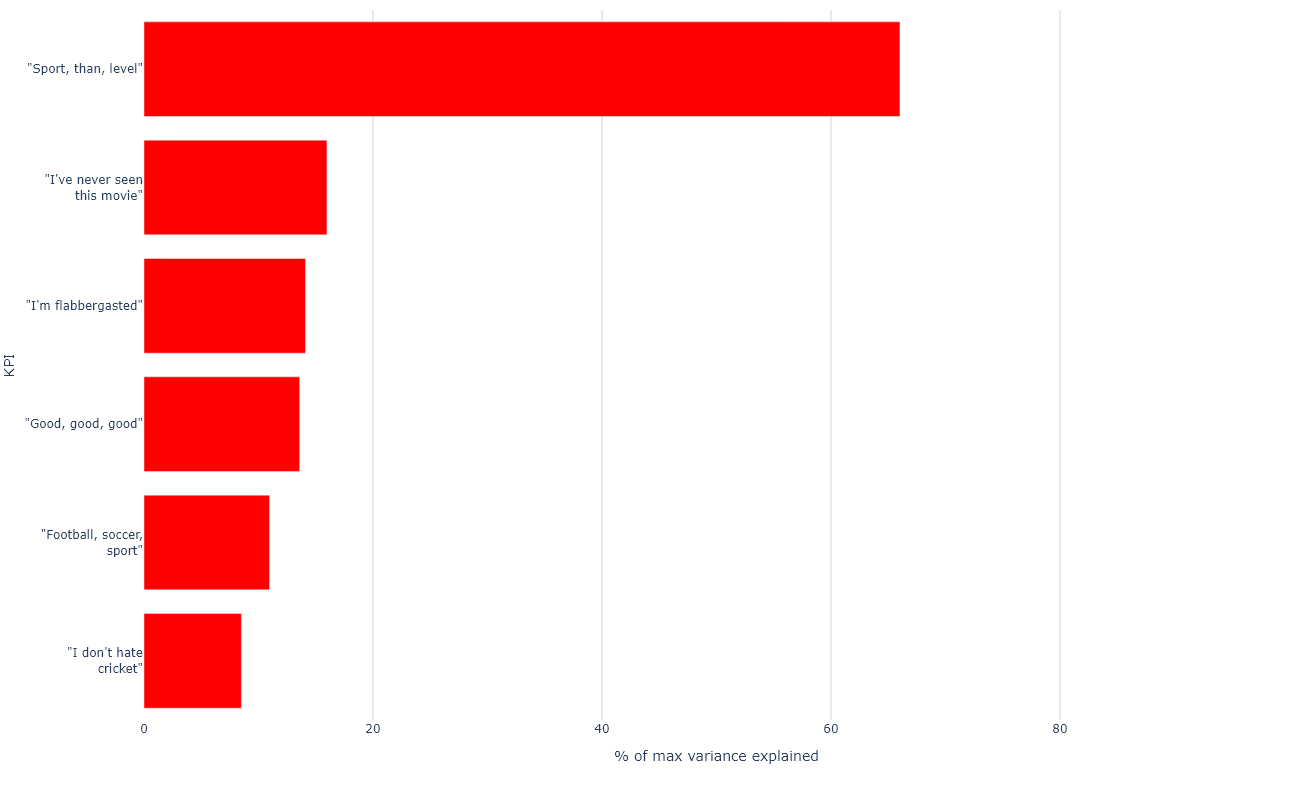 "Sport, than, level"
"I've never seen
this movie"
"I'm flabbergasted"
KPI
"Good, good, good"
"Football, soccer,
sport"
"I don't hate
cricket"
0 20 40 60 80
% of max variance explained